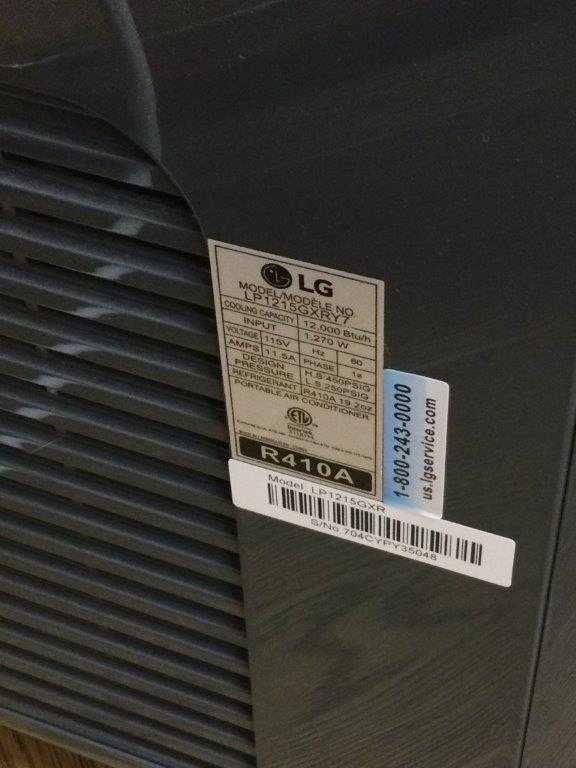 LG
MODEL/MODÈLE NO
LP1215GXRY7
COOLING CAPACITY 12,000 Btu/h
INPUT 1,270 W
VOLTAGE 115V Hz 60
AMPS 11.5A PHASE 1ø
DESIGN PRESSURE H.S 450PSIG
L.S 250PSIG
REFRIGERANT R410A 19.2oz
PORTABLE AIR CONDITIONER
ETL
R410A
1-800-243-0000
us.lgservice.com
Model LP1215GXR
S/No 704CYPY35048